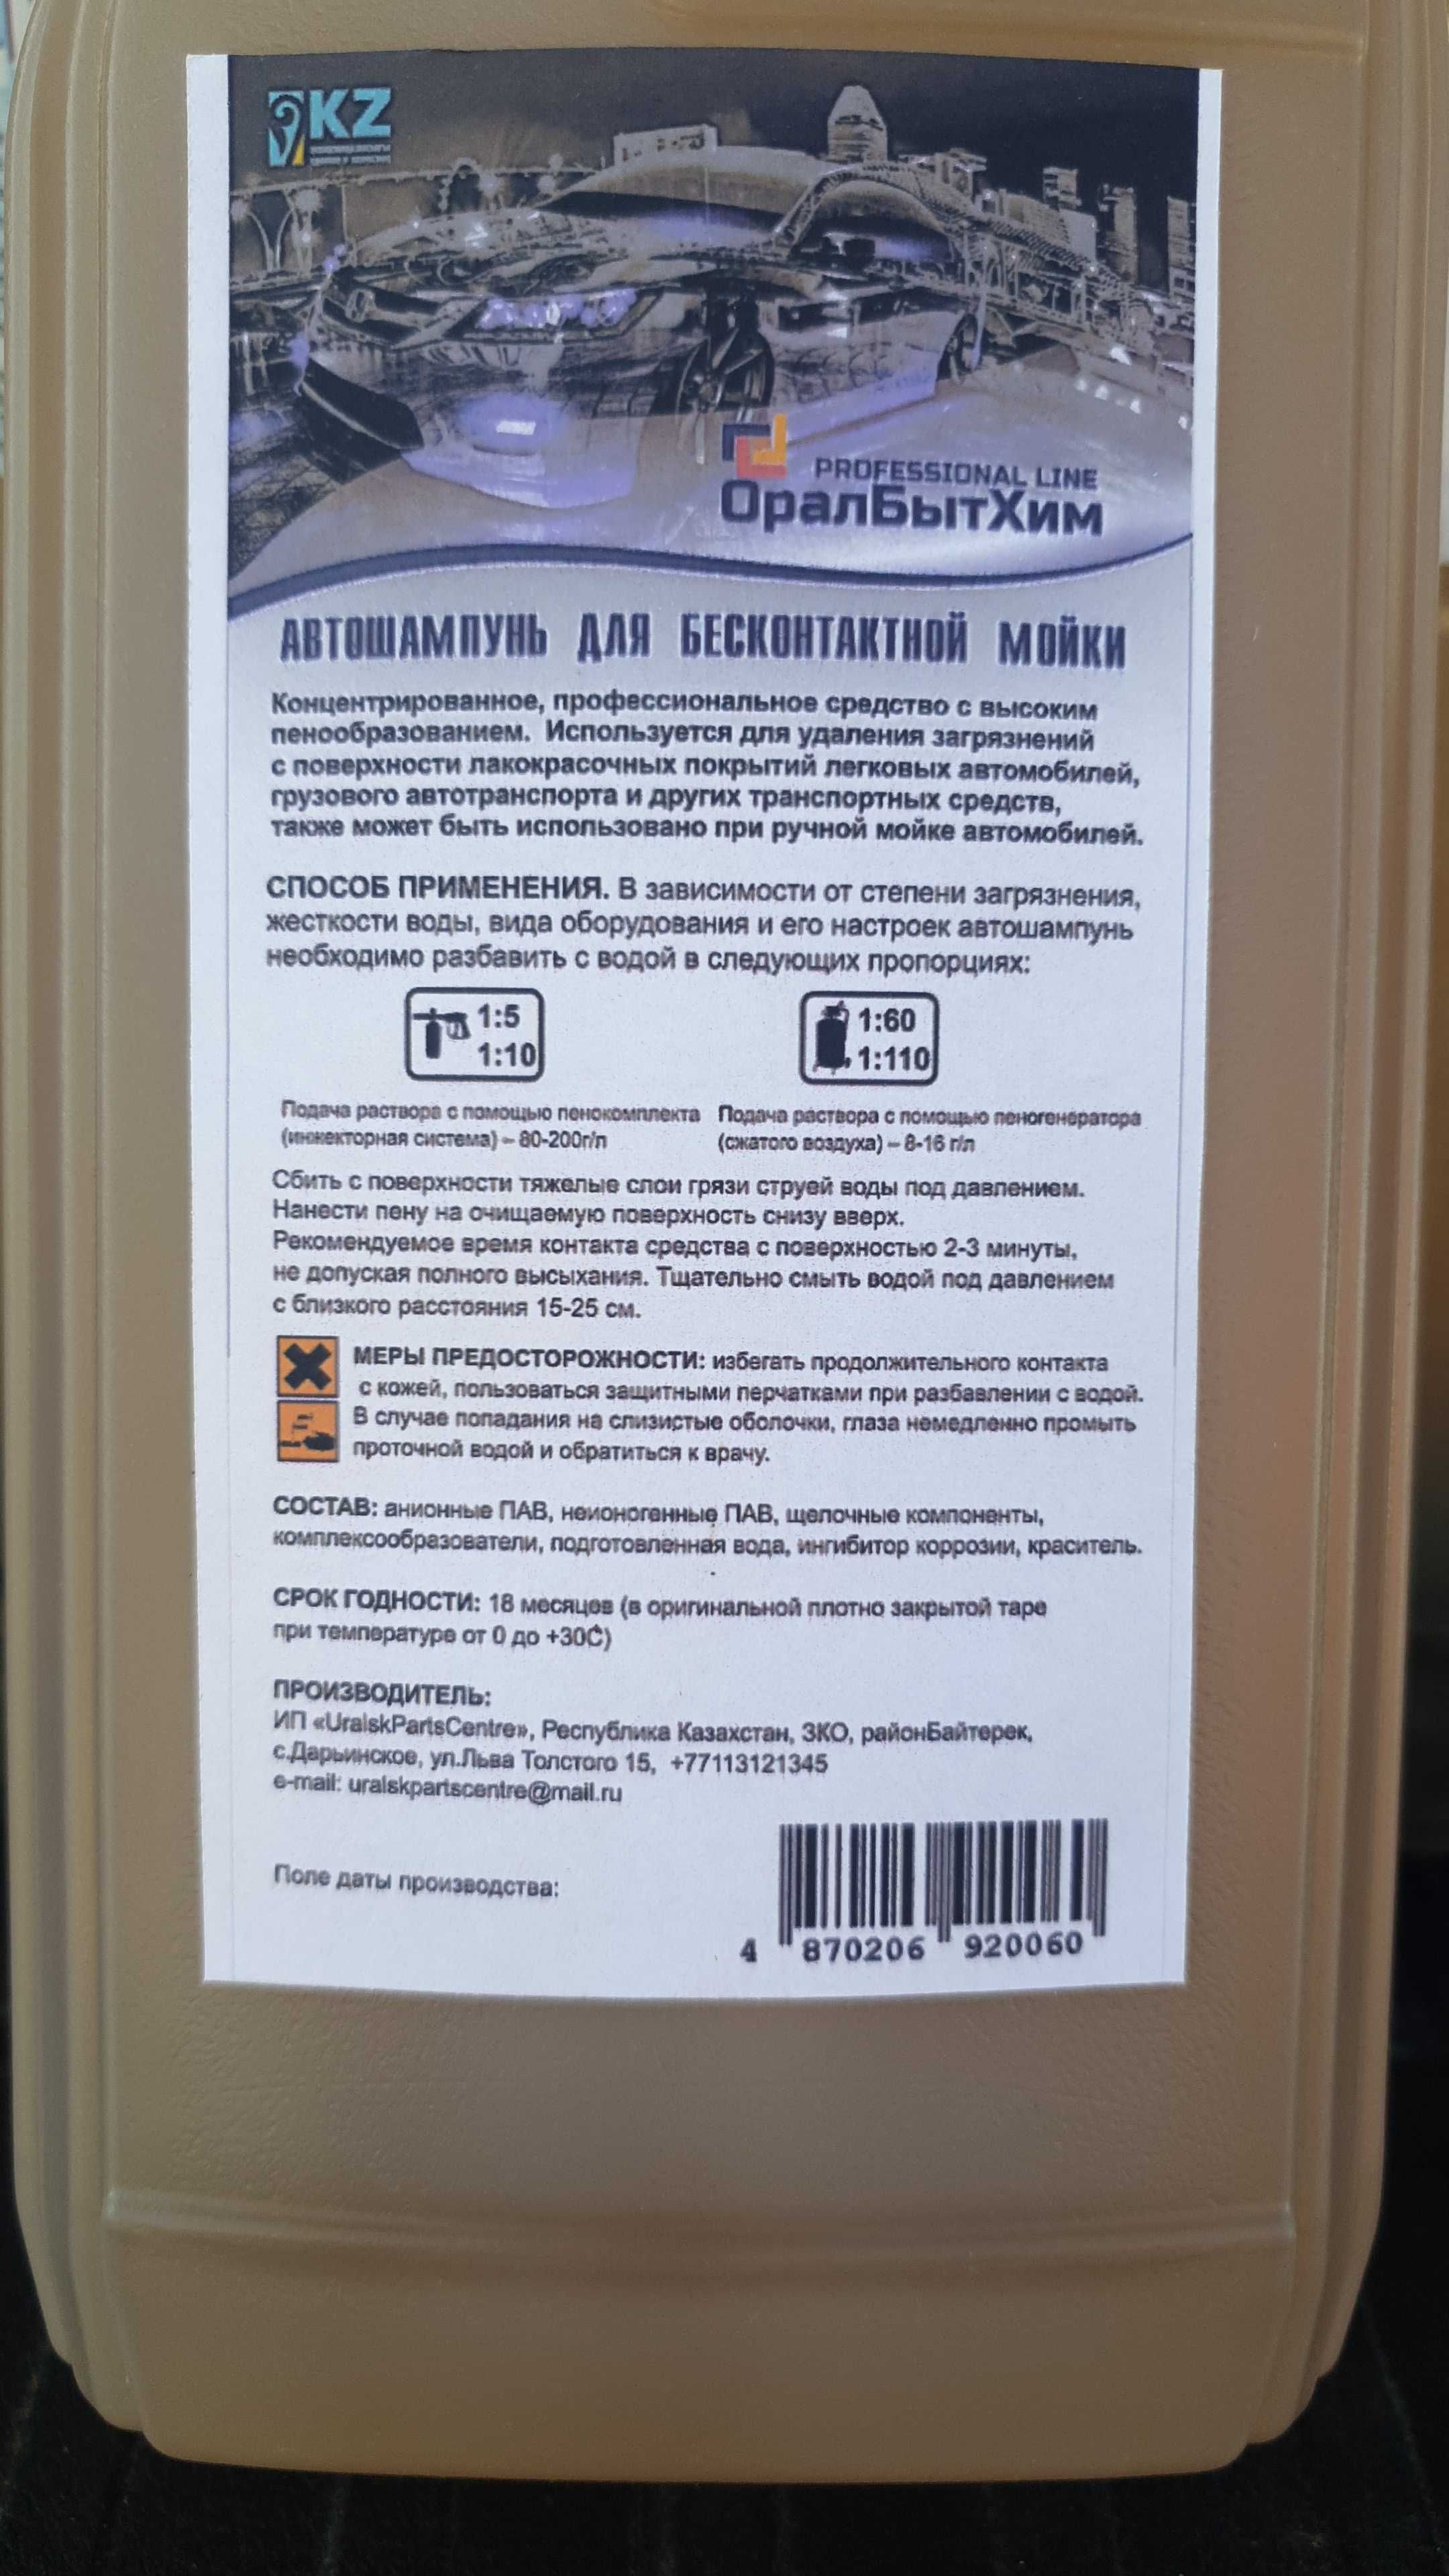 KZ
PROFESSIONAL LINE
ОралБытХим
АВТОШАМПУНЬ ДЛЯ БЕСКОНТАКТНОЙ МОЙКИ
Концентрированное, профессиональное средство с высоким
пенообразованием. Используется для удаления загрязнений
с поверхности лакокрасочных покрытий легковых автомобилей,
грузового автотранспорта и других транспортных средств,
также может быть использовано при ручной мойке автомобилей.
СПОСОБ ПРИМЕНЕНИЯ. В зависимости от степени загрязнения,
жесткости воды, вида оборудования и его настроек автошампунь
необходимо разбавить с водой в следующих пропорциях:
1:5
1:10
1:60
1:110
Подача раствора с помощью пенокомплекта
(инжекторная система) – 80-200г/л
Подача раствора с помощью пеногенератора
(сжатого воздуха) – 8-16 г/л
Сбить с поверхности тяжелые слои грязи струей воды под давлением.
Нанести пену на очищаемую поверхность снизу вверх.
Рекомендуемое время контакта средства с поверхностью 2-3 минуты,
не допуская полного высыхания. Тщательно смыть водой под давлением
с близкого расстояния 15-25 см.
МЕРЫ ПРЕДОСТОРОЖНОСТИ: избегать продолжительного контакта
с кожей, пользоваться защитными перчатками при разбавлении с водой.
В случае попадания на слизистые оболочки, глаза немедленно промыть
проточной водой и обратиться к врачу.
СОСТАВ: анионные ПАВ, неионогенные ПАВ, щелочные компоненты,
комплексообразователи, подготовленная вода, ингибитор коррозии, краситель.
СРОК ГОДНОСТИ: 18 месяцев (в оригинальной плотно закрытой таре
при температуре от 0 до +30С)
ПРОИЗВОДИТЕЛЬ:
ИП «UralskPartsCentre», Республика Казахстан, ЗКО, районБайтерек,
с.Дарьинское, ул.Льва Толстого 15, +77113121345
e-mail: uralskpartscentre@mail.ru
Поле даты производства:
4 870206 920060